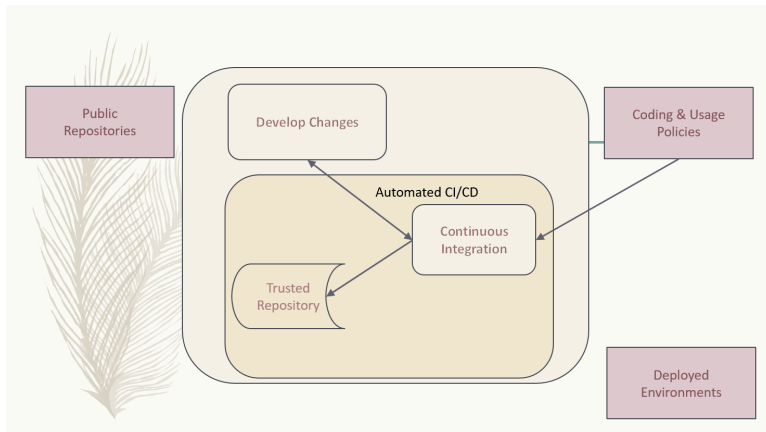 Public
Repositories
Develop Changes
Coding & Usage
Policies
Automated CI/CD
Continuous
Integration
Trusted
Repository
Deployed
Environments